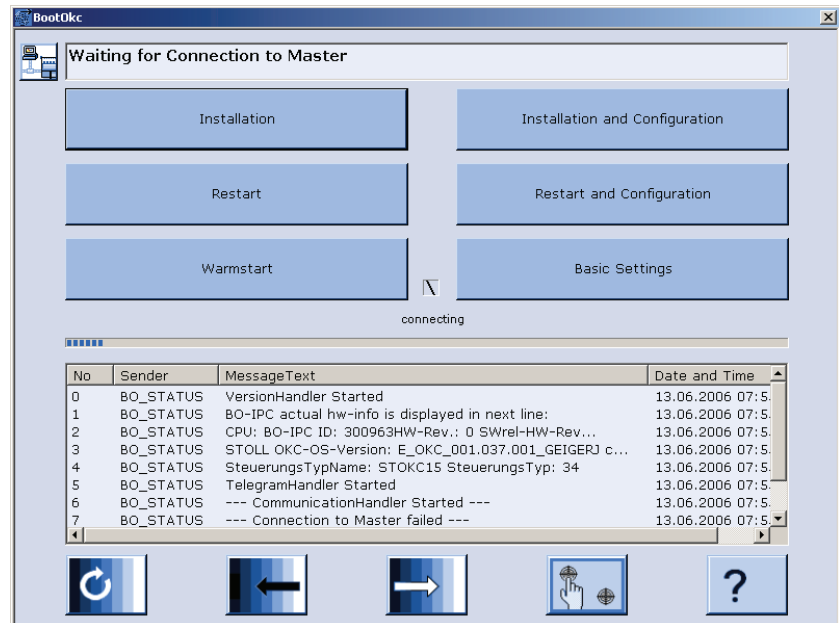 BootOkc
Waiting for Connection to Master
Installation Installation and Configuration
Restart Restart and Configuration
Warmstart Basic Settings
connecting
No Sender MessageText Date and Time
0 BO_STATUS VersionHandler Started 13.06.2006 07:5.
1 BO_STATUS BO-IPC actual hw-info is displayed in next line: 13.06.2006 07:5.
2 BO_STATUS CPU: BO-IPC ID: 300963HW-Rev.: 0 SWrel-HW-Rev... 13.06.2006 07:5.
3 BO_STATUS STOLL OKC-OS-Version: E_OKC_001.037.001_GEIGERJ c... 13.06.2006 07:5.
4 BO_STATUS SteuerungsTypName: STOKC15 SteuerungsTyp: 34 13.06.2006 07:5.
5 BO_STATUS TelegramHandler Started 13.06.2006 07:5.
6 BO_STATUS --- CommunicationHandler Started --- 13.06.2006 07:5.
7 BO_STATUS --- Connection to Master failed --- 13.06.2006 07:5.
?